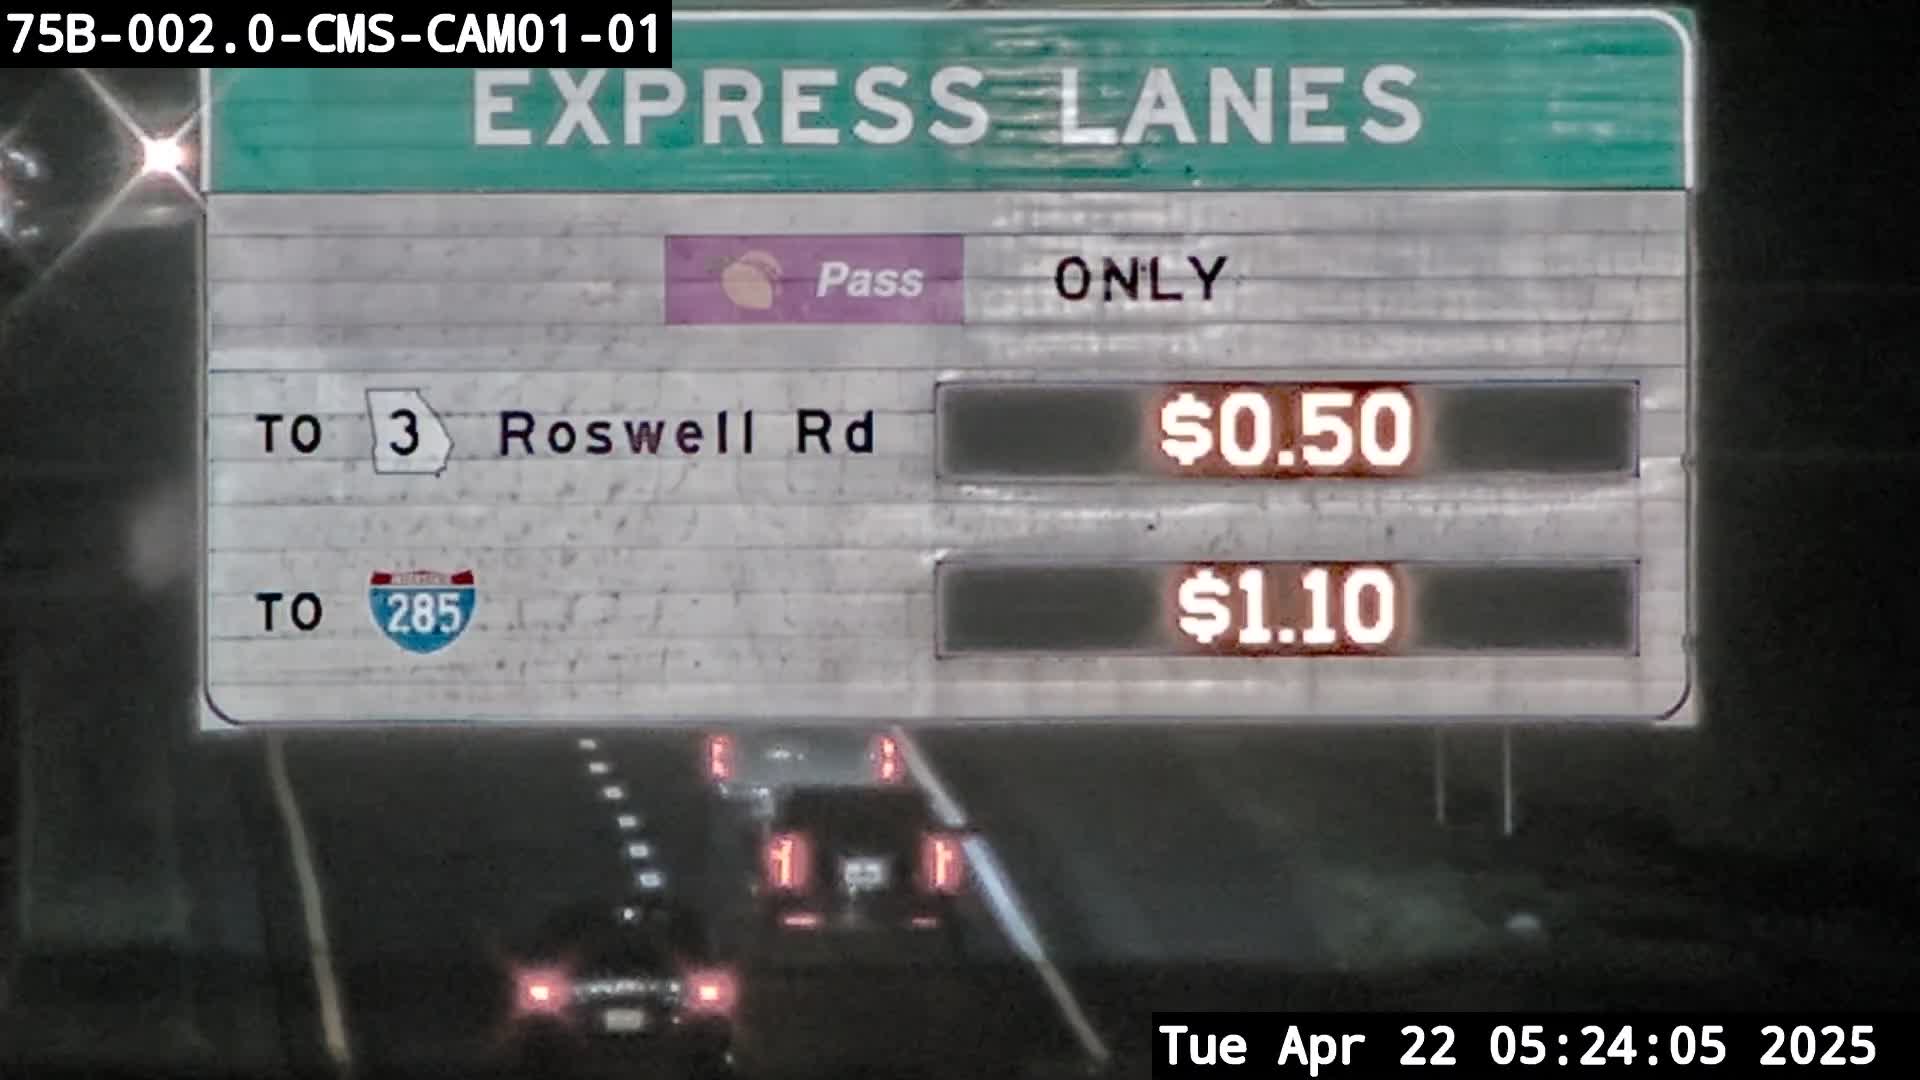 75B-002.0-CMS-CAM01-01
EXPRESS LANES
Pass ONLY
TO 3 Roswell Rd $0.50
TO 285 $1.10
Tue Apr 22 05:24:05 2025